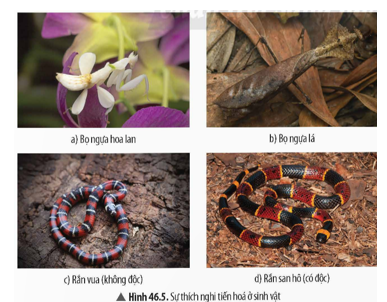 a) Bọ ngựa hoa lan
b) Bọ ngựa lá
c) Rắn vua (không độc)
d) Rắn san hô (có độc)
▲ Hình 46.5. Sự thích nghi tiến hoá ở sinh vật